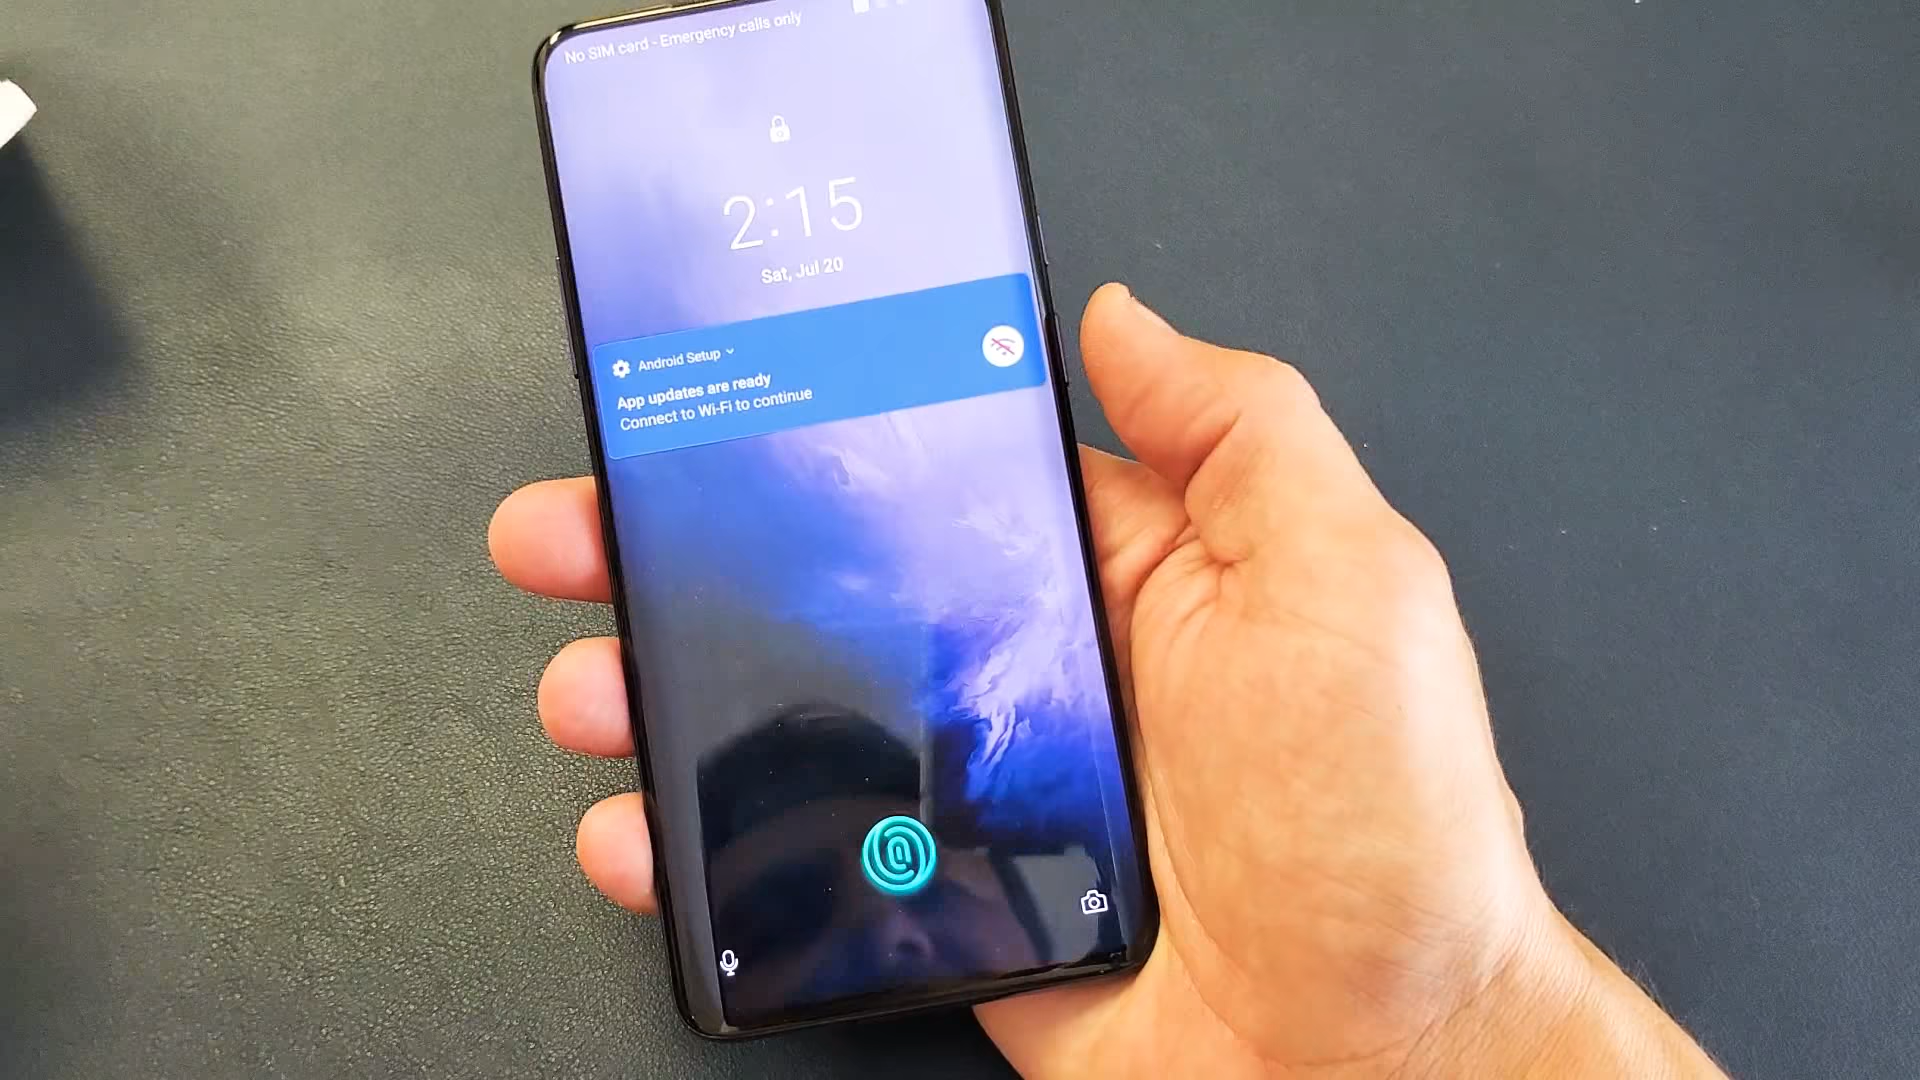 No SIM card - Emergency calls only
2:15
Sat, Jul 20
Android Setup
App updates are ready
Connect to Wi-Fi to continue